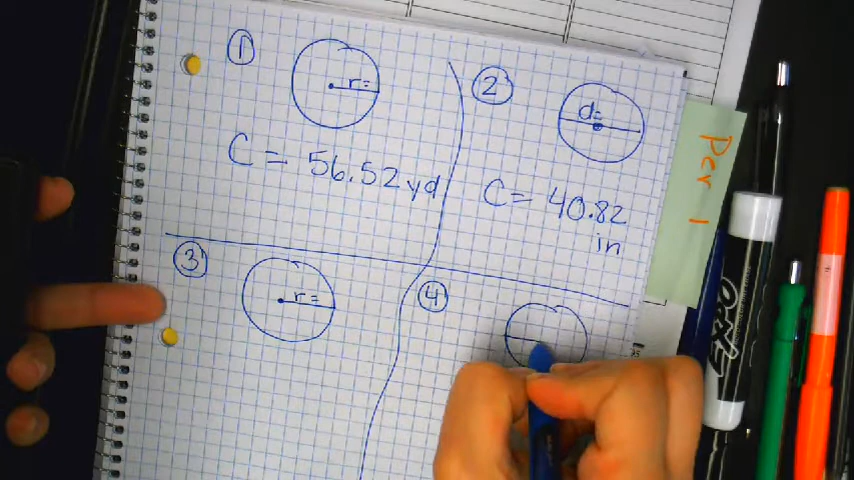 1
r=
C = 56.52 yd
2
d=
C = 40.82
in
3
r=
4
Per 1